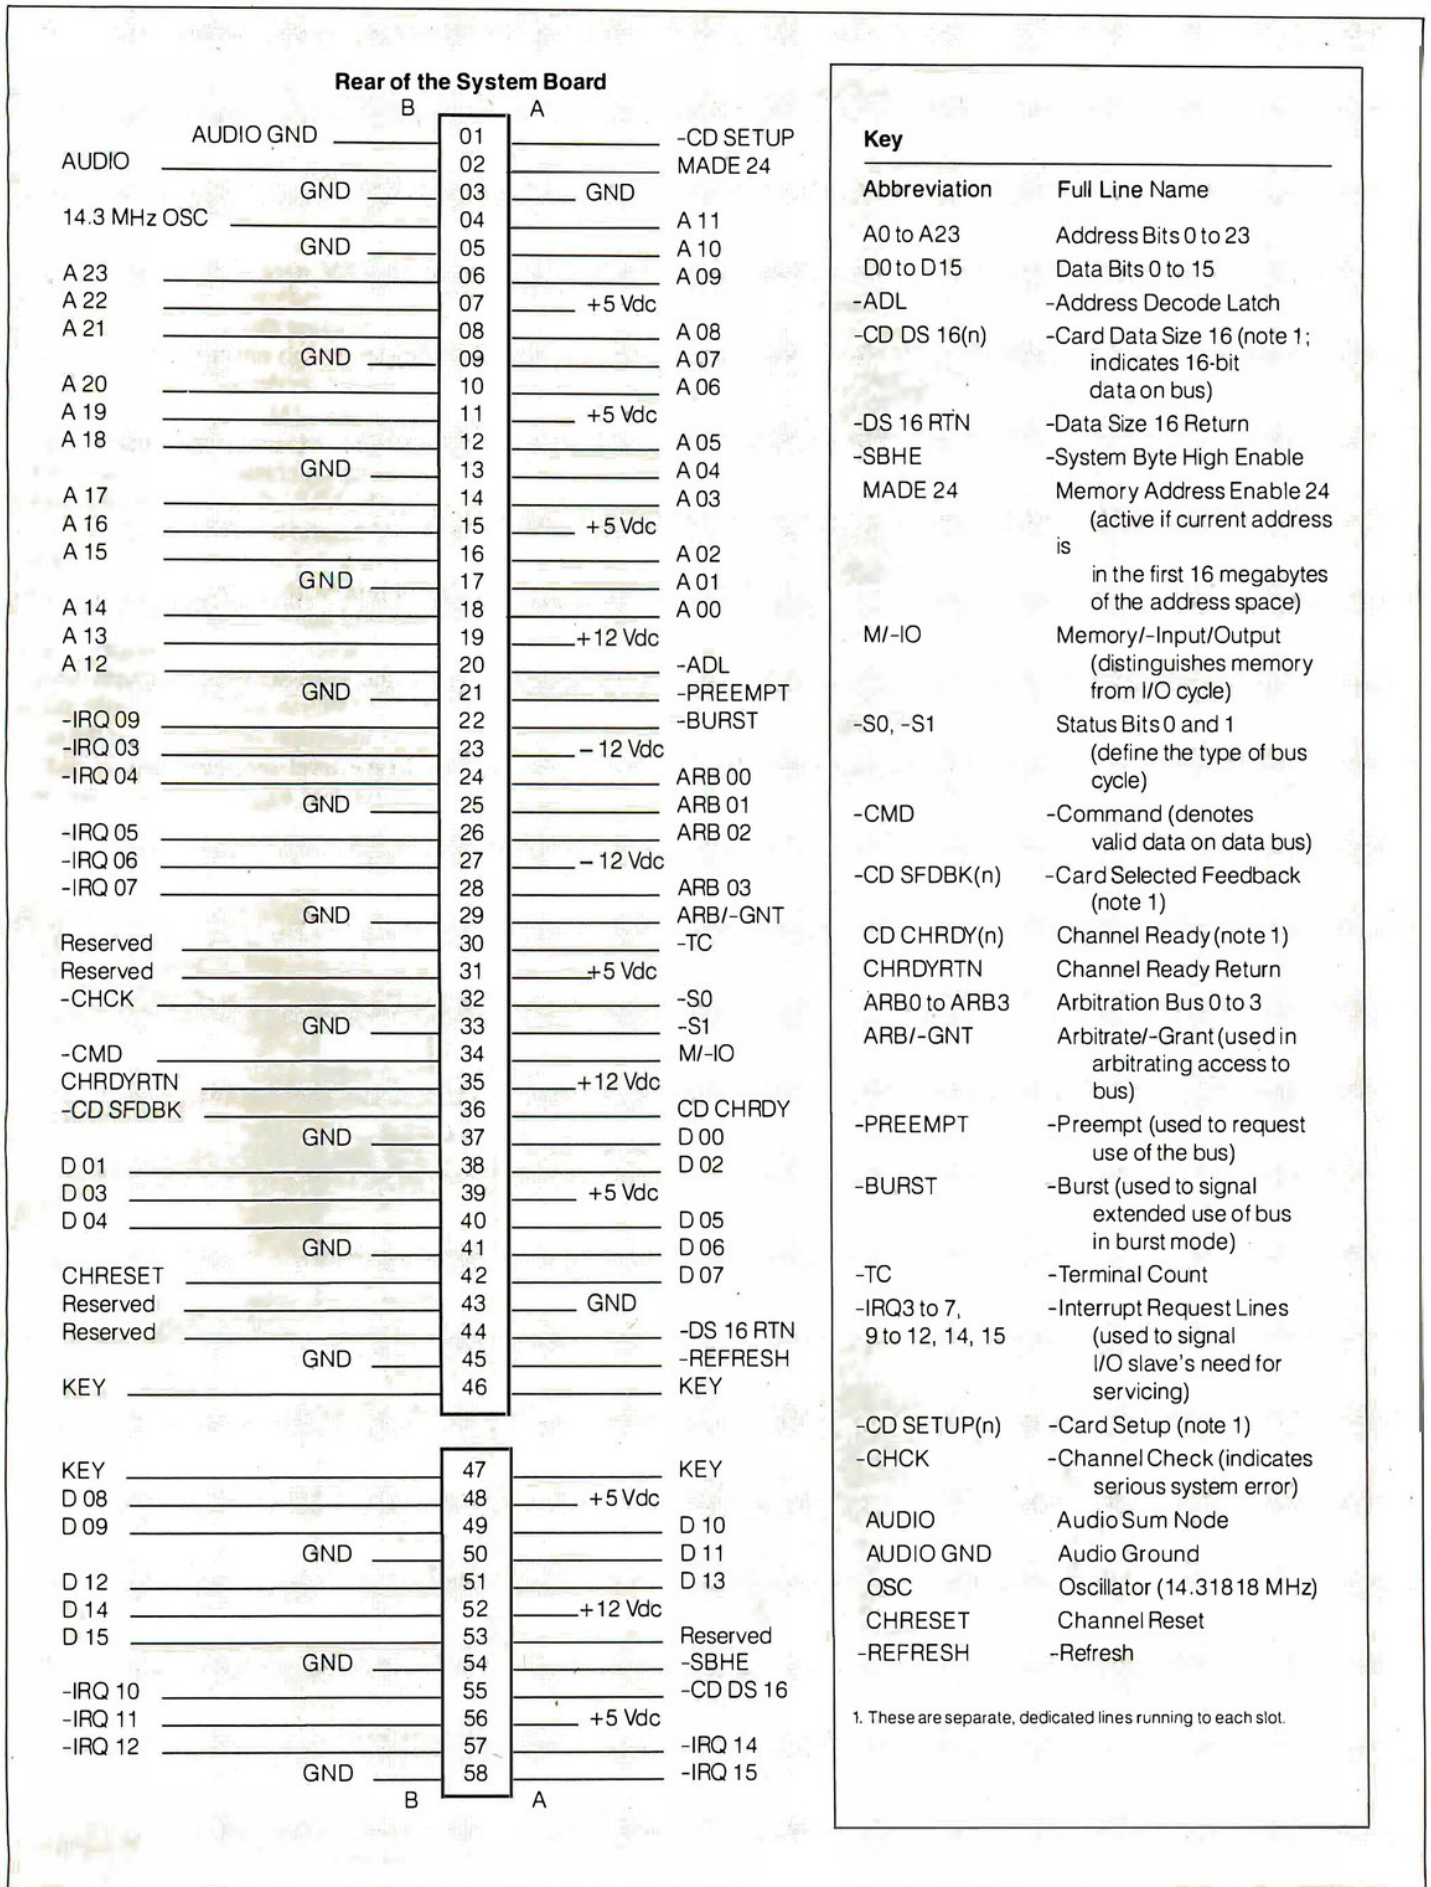 Rear of the System Board
B A
AUDIO GND 01 -CD SETUP
AUDIO 02 MADE 24
GND 03 GND
14.3 MHz OSC 04 A 11
GND 05 A 10
A 23 06 A 09
A 22 07 +5 Vdc
A 21 08 A 08
GND 09 A 07
A 20 10 A 06
A 19 11 +5 Vdc
A 18 12 A 05
GND 13 A 04
A 17 14 A 03
A 16 15 +5 Vdc
A 15 16 A 02
GND 17 A 01
A 14 18 A 00
A 13 19 +12 Vdc
A 12 20 -ADL
GND 21 -PREEMPT
-IRQ 09 22 -BURST
-IRQ 03 23 -12 Vdc
-IRQ 04 24 ARB 00
GND 25 ARB 01
-IRQ 05 26 ARB 02
-IRQ 06 27 -12 Vdc
-IRQ 07 28 ARB 03
GND 29 ARB/-GNT
Reserved 30 -TC
Reserved 31 +5 Vdc
-CHCK 32 -S0
GND 33 -S1
-CMD 34 M/-IO
CHRDYRTN 35 +12 Vdc
-CD SFDBK 36 CD CHRDY
GND 37 D 00
D 01 38 D 02
D 03 39 +5 Vdc
D 04 40 D 05
GND 41 D 06
CHRESET 42 D 07
Reserved 43 GND
Reserved 44 -DS 16 RTN
GND 45 -REFRESH
KEY 46 KEY
KEY 47 KEY
D 08 48 +5 Vdc
D 09 49 D 10
GND 50 D 11
D 12 51 D 13
D 14 52 +12 Vdc
D 15 53 Reserved
GND 54 -SBHE
-IRQ 10 55 -CD DS 16
-IRQ 11 56 +5 Vdc
-IRQ 12 57 -IRQ 14
GND 58 -IRQ 15
B A
Key
Abbreviation Full Line Name
A0 to A23 Address Bits 0 to 23
D0 to D15 Data Bits 0 to 15
-ADL -Address Decode Latch
-CD DS 16(n) -Card Data Size 16 (note 1;
indicates 16-bit
data on bus)
-DS 16 RTN -Data Size 16 Return
-SBHE -System Byte High Enable
MADE 24 Memory Address Enable 24
(active if current address
is
in the first 16 megabytes
of the address space)
M/-IO Memory/-Input/Output
(distinguishes memory
from I/O cycle)
-S0, -S1 Status Bits 0 and 1
(define the type of bus
cycle)
-CMD -Command (denotes
valid data on data bus)
-CD SFDBK(n) -Card Selected Feedback
(note 1)
CD CHRDY(n) Channel Ready (note 1)
CHRDYRTN Channel Ready Return
ARB0 to ARB3 Arbitration Bus 0 to 3
ARB/-GNT Arbitrate/-Grant (used in
arbitrating access to
bus)
-PREEMPT -Preempt (used to request
use of the bus)
-BURST -Burst (used to signal
extended use of bus
in burst mode)
-TC -Terminal Count
-IRQ3 to 7, -Interrupt Request Lines
9 to 12, 14, 15 (used to signal
I/O slave's need for
servicing)
-CD SETUP(n) -Card Setup (note 1)
-CHCK -Channel Check (indicates
serious system error)
AUDIO Audio Sum Node
AUDIO GND Audio Ground
OSC Oscillator (14.31818 MHz)
CHRESET Channel Reset
-REFRESH -Refresh
1. These are separate, dedicated lines running to each slot.